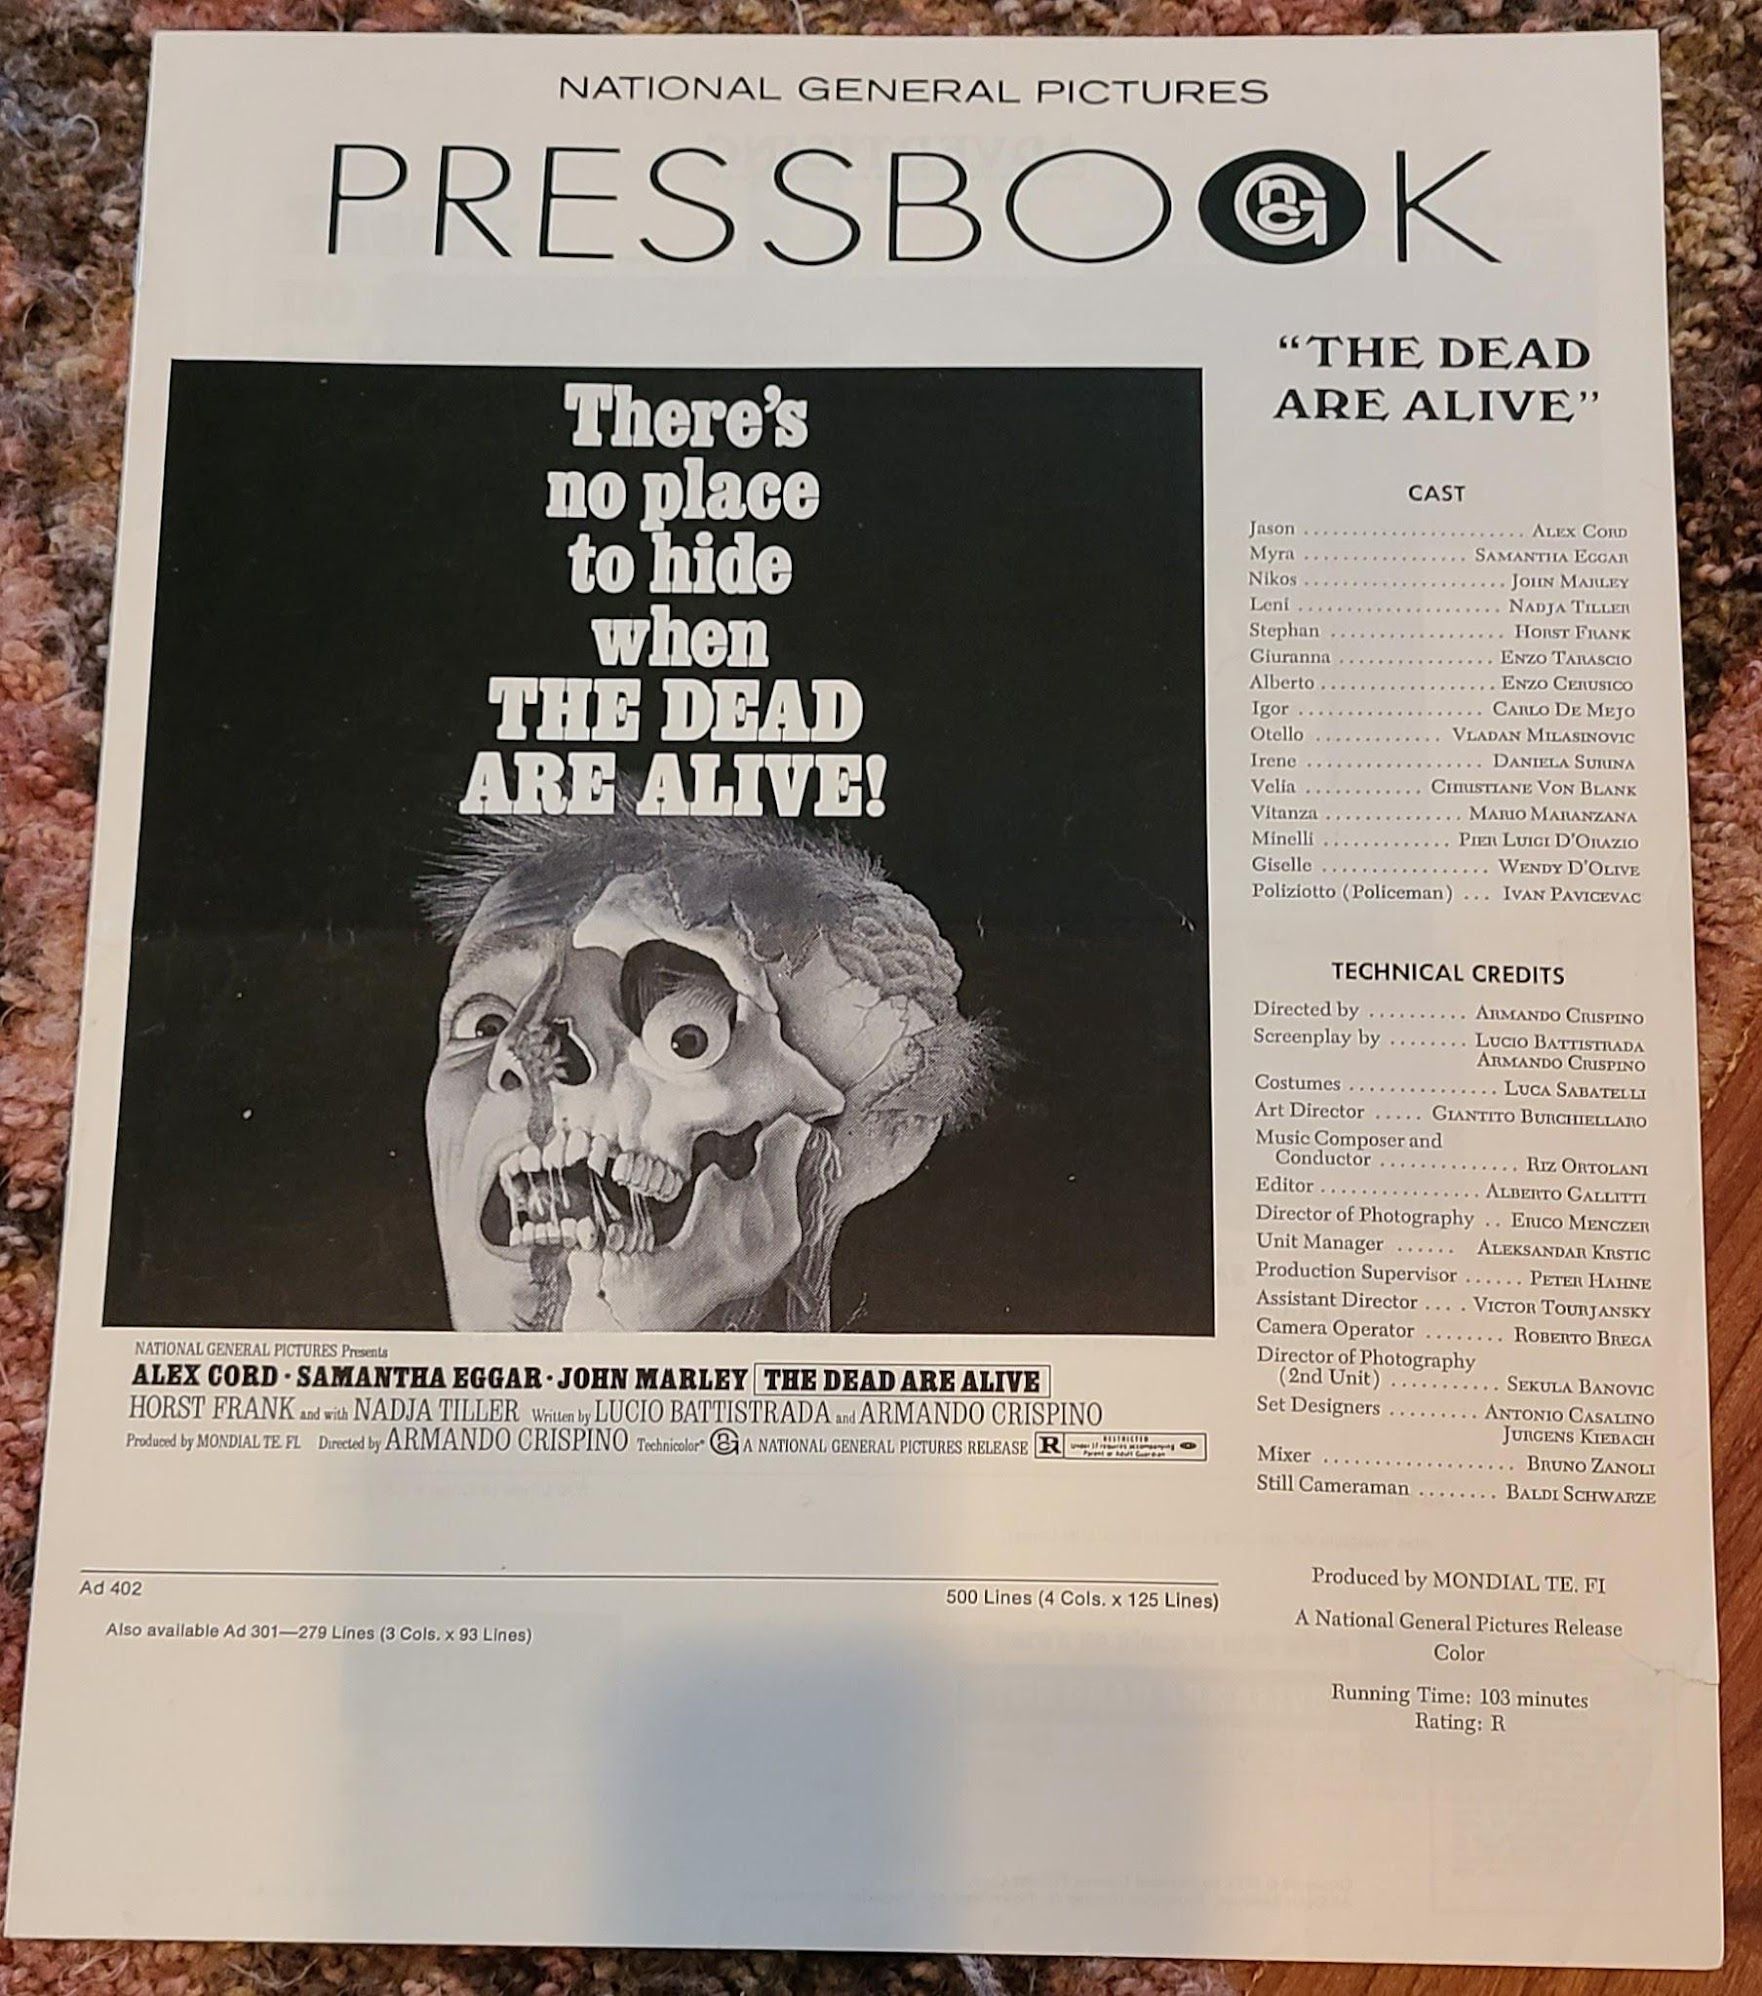 NATIONAL GENERAL PICTURES
PRESSBOOK
There's
no place
to hide
when
THE DEAD
ARE ALIVE!
NATIONAL GENERAL PICTURES Presents
ALEX CORD · SAMANTHA EGGAR · JOHN MARLEY THE DEAD ARE ALIVE
HORST FRANK and with NADJA TILLER Written by LUCIO BATTISTRADA and ARMANDO CRISPINO
Produced by MONDIAL TE. FI. Directed by ARMANDO CRISPINO Technicolor® A NATIONAL GENERAL PICTURES RELEASE R RESTRICTED
Under 17 requires accompanying
Parent or Adult Guardian
Ad 402
500 Lines (4 Cols. x 125 Lines)
Also available Ad 301—279 Lines (3 Cols. x 93 Lines)
“THE DEAD
ARE ALIVE”
CAST
Jason ...................... ALEX CORD
Myra ................ SAMANTHA EGGAR
Nikos .................... JOHN MARLEY
Leni ..................... NADJA TILLER
Stephan .................. HORST FRANK
Giuranna ............... ENZO TARASCIO
Alberto .................. ENZO CERUSICO
Igor ................... CARLO DE MEJO
Otello ............. VLADAN MILASINOVIC
Irene .................. DANIELA SURINA
Velia ............ CHRISTIANE VON BLANK
Vitanza .............. MARIO MARANZANA
Minelli ............. PIER LUIGI D'ORAZIO
Giselle ................. WENDY D'OLIVE
Poliziotto (Policeman) ... IVAN PAVICEVAC
TECHNICAL CREDITS
Directed by .......... ARMANDO CRISPINO
Screenplay by ........ LUCIO BATTISTRADA
ARMANDO CRISPINO
Costumes ............... LUCA SABATELLI
Art Director ..... GIANTITO BURCHIELLARO
Music Composer and
Conductor .............. RIZ ORTOLANI
Editor ................ ALBERTO GALLITTI
Director of Photography .. ERICO MENCZER
Unit Manager ...... ALEKSANDAR KRSTIC
Production Supervisor ...... PETER HAHNE
Assistant Director .... VICTOR TOURJANSKY
Camera Operator ........ ROBERTO BREGA
Director of Photography
(2nd Unit) ........... SEKULA BANOVIC
Set Designers ......... ANTONIO CASALINO
JURGENS KIEBACH
Mixer ................... BRUNO ZANOLI
Still Cameraman ........ BALDI SCHWARZE
Produced by MONDIAL TE. FI
A National General Pictures Release
Color
Running Time: 103 minutes
Rating: R